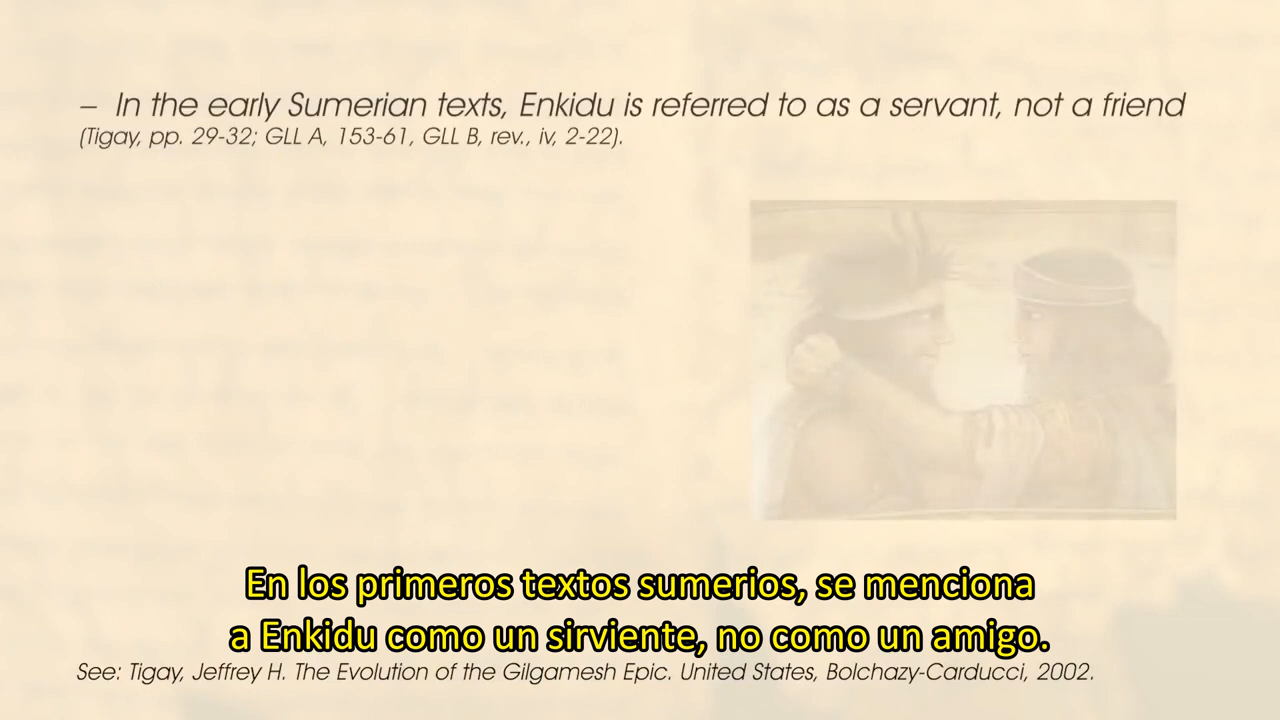 – In the early Sumerian texts, Enkidu is referred to as a servant, not a friend
(Tigay, pp. 29-32; GLL A, 153-61, GLL B, rev., iv, 2-22).
En los primeros textos sumerios, se menciona
a Enkidu como un sirviente, no como un amigo.
See: Tigay, Jeffrey H. The Evolution of the Gilgamesh Epic. United States, Bolchazy-Carducci, 2002.